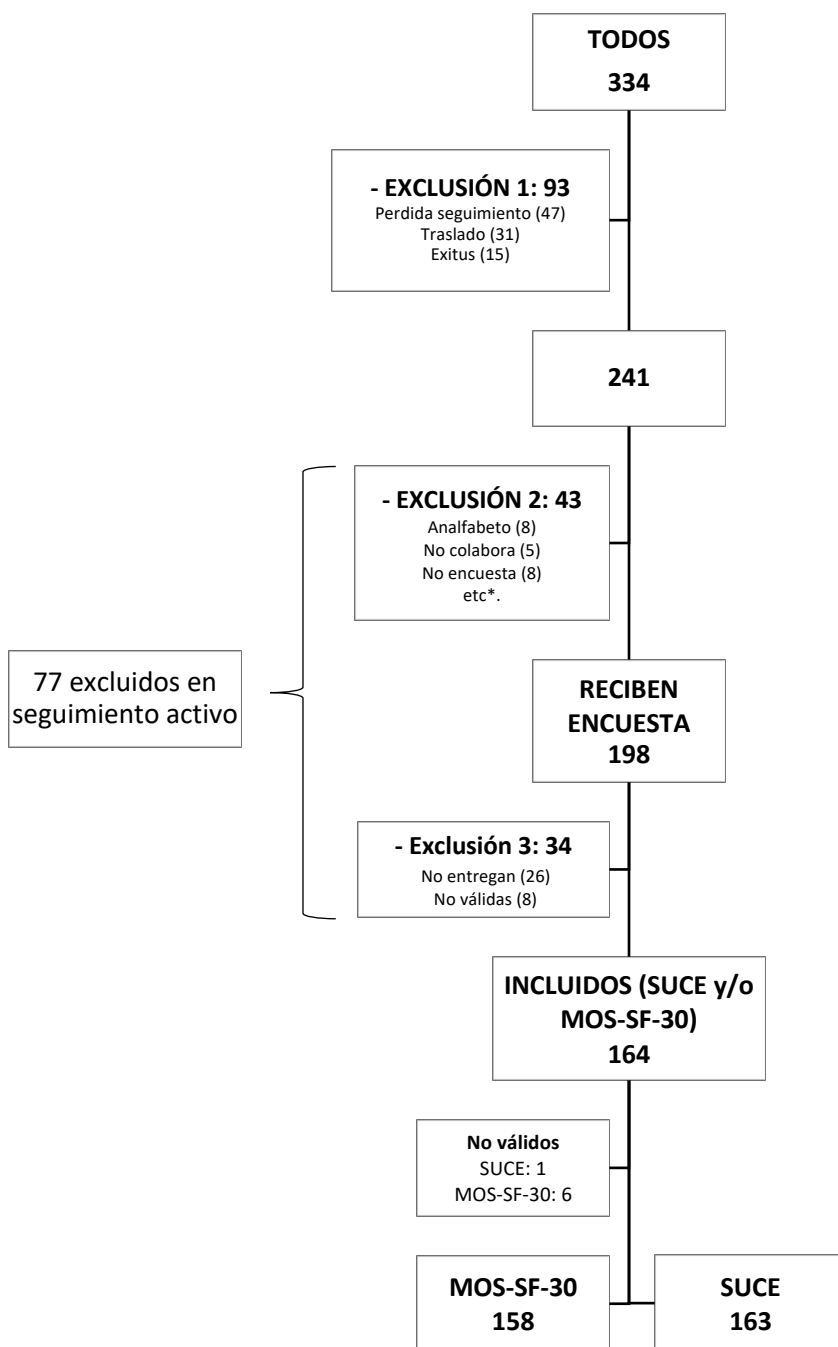 TODOS
334
- EXCLUSIÓN 1: 93
Perdida seguimiento (47)
Traslado (31)
Exitus (15)
241
- EXCLUSIÓN 2: 43
Analfabeto (8)
No colabora (5)
No encuesta (8)
etc*.
77 excluidos en
seguimiento activo
RECIBEN
ENCUESTA
198
- Exclusión 3: 34
No entregan (26)
No válidas (8)
INCLUIDOS (SUCE y/o
MOS-SF-30)
164
No válidos
SUCE: 1
MOS-SF-30: 6
MOS-SF-30
158
SUCE
163